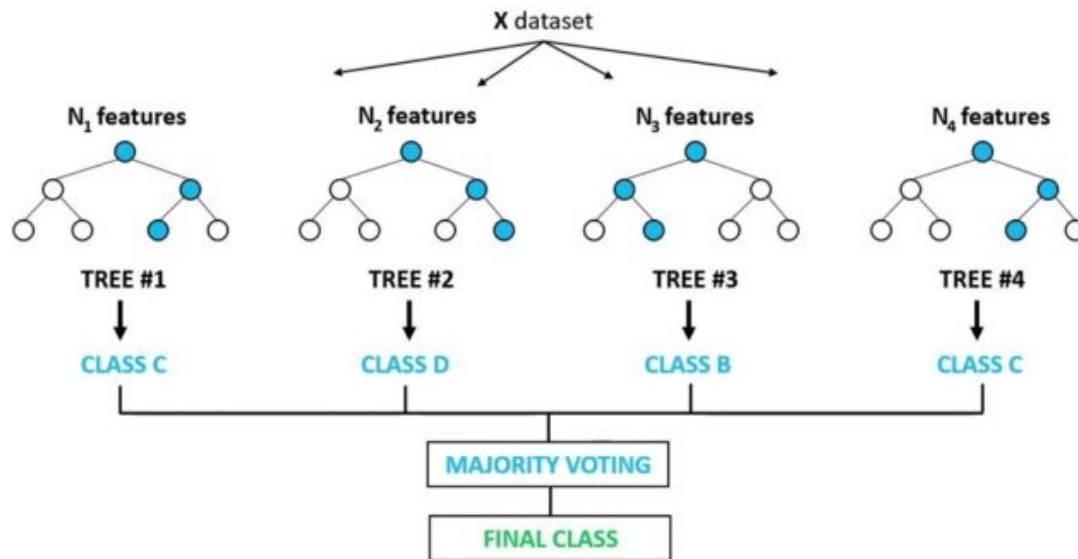 X dataset
N₁ features
N₂ features
N₃ features
N₄ features
TREE #1
TREE #2
TREE #3
TREE #4
CLASS C
CLASS D
CLASS B
CLASS C
MAJORITY VOTING
FINAL CLASS